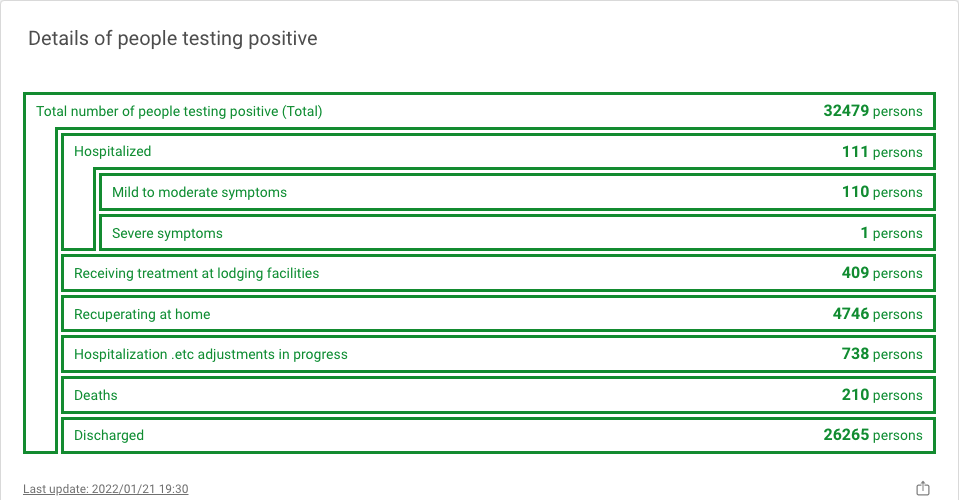 Details of people testing positive
Total number of people testing positive (Total) 32479 persons
Hospitalized 111 persons
Mild to moderate symptoms 110 persons
Severe symptoms 1 persons
Receiving treatment at lodging facilities 409 persons
Recuperating at home 4746 persons
Hospitalization .etc adjustments in progress 738 persons
Deaths 210 persons
Discharged 26265 persons
Last update: 2022/01/21 19:30